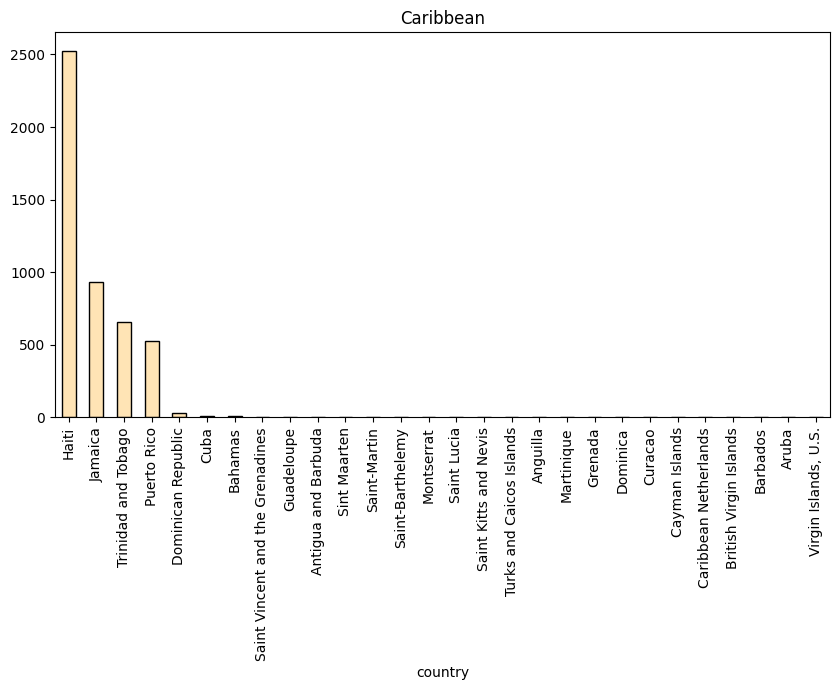 Caribbean
2500
2000
1500
1000
500
0
Haiti
Jamaica
Trinidad and Tobago
Puerto Rico
Dominican Republic
Cuba
Bahamas
Saint Vincent and the Grenadines
Guadeloupe
Antigua and Barbuda
Sint Maarten
Saint-Martin
Saint-Barthelemy
Montserrat
Saint Lucia
Saint Kitts and Nevis
Turks and Caicos Islands
Anguilla
Martinique
Grenada
Dominica
Curacao
Cayman Islands
Caribbean Netherlands
British Virgin Islands
Barbados
Aruba
Virgin Islands, U.S.
country